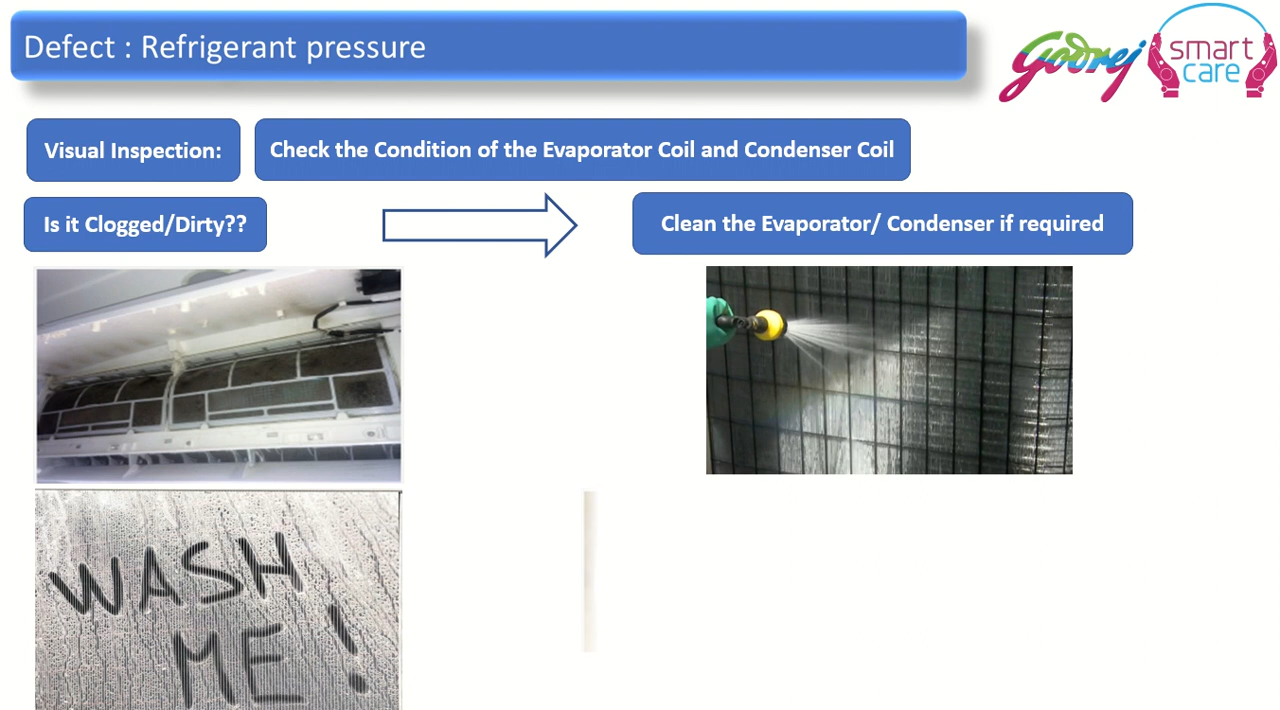 Defect : Refrigerant pressure
Godrej smart care
Visual Inspection:
Check the Condition of the Evaporator Coil and Condenser Coil
Is it Clogged/Dirty??
Clean the Evaporator/ Condenser if required
WASH
ME!